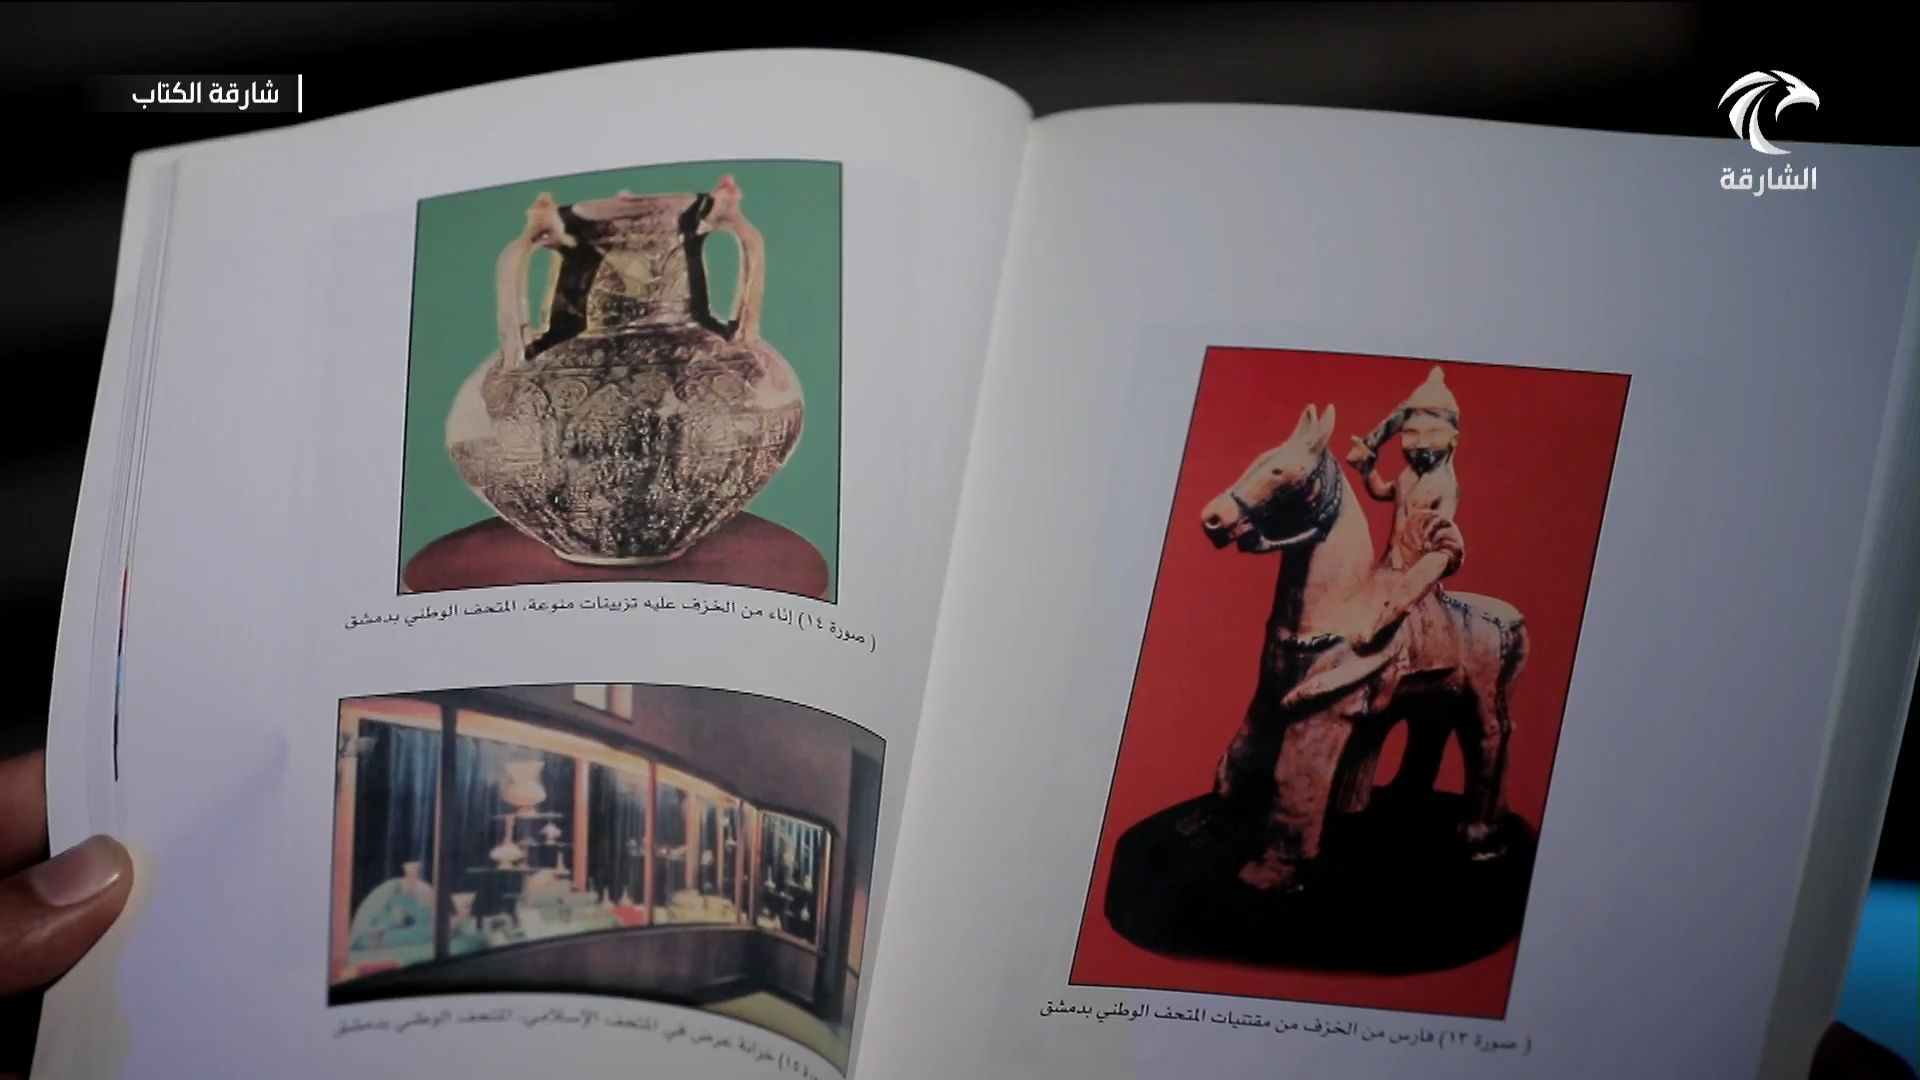 شارقة الكتاب
الشارقة
( صورة ١٣) فارس من الخزف من مقتنيات المتحف الوطني بدمشق
( صورة ١٤) إناء من الخزف عليه تزيينات منوعة، المتحف الوطني بدمشق
١٥) خزانة عرض في المتحف الإسلامي، المتحف الوطني بدمشق